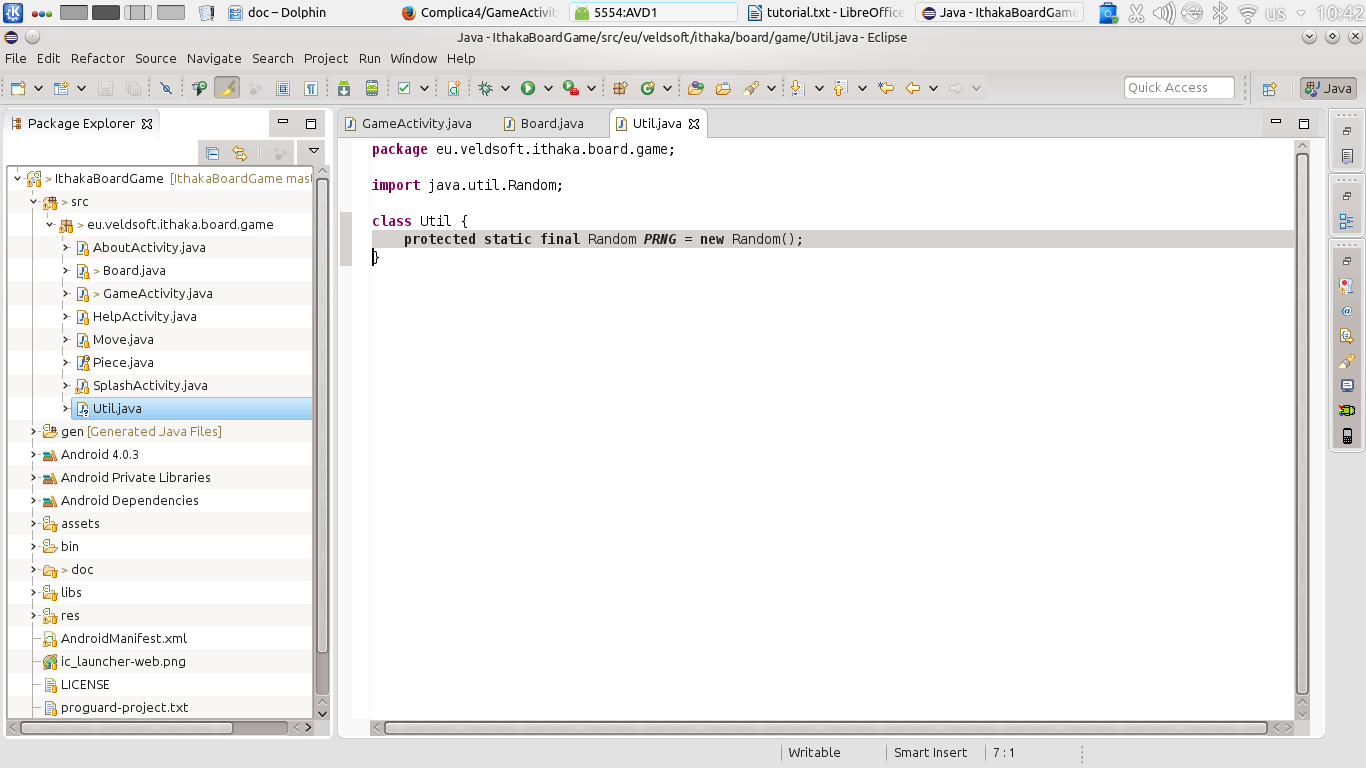 doc – Dolphin
Complica4/GameActivit
5554:AVD1
tutorial.txt - LibreOffice
Java - IthakaBoardGame
us
10:42
Java - IthakaBoardGame/src/eu/veldsoft/ithaka/board/game/Util.java - Eclipse
File Edit Refactor Source Navigate Search Project Run Window Help
Quick Access
Java
Package Explorer
GameActivity.java
Board.java
Util.java
> IthakaBoardGame [IthakaBoardGame mast
> src
> eu.veldsoft.ithaka.board.game
AboutActivity.java
> Board.java
> GameActivity.java
HelpActivity.java
Move.java
Piece.java
SplashActivity.java
Util.java
gen [Generated Java Files]
Android 4.0.3
Android Private Libraries
Android Dependencies
assets
bin
> doc
libs
res
AndroidManifest.xml
ic_launcher-web.png
LICENSE
proguard-project.txt
package eu.veldsoft.ithaka.board.game;
import java.util.Random;
class Util {
protected static final Random PRNG = new Random();
}
Writable
Smart Insert
7 : 1